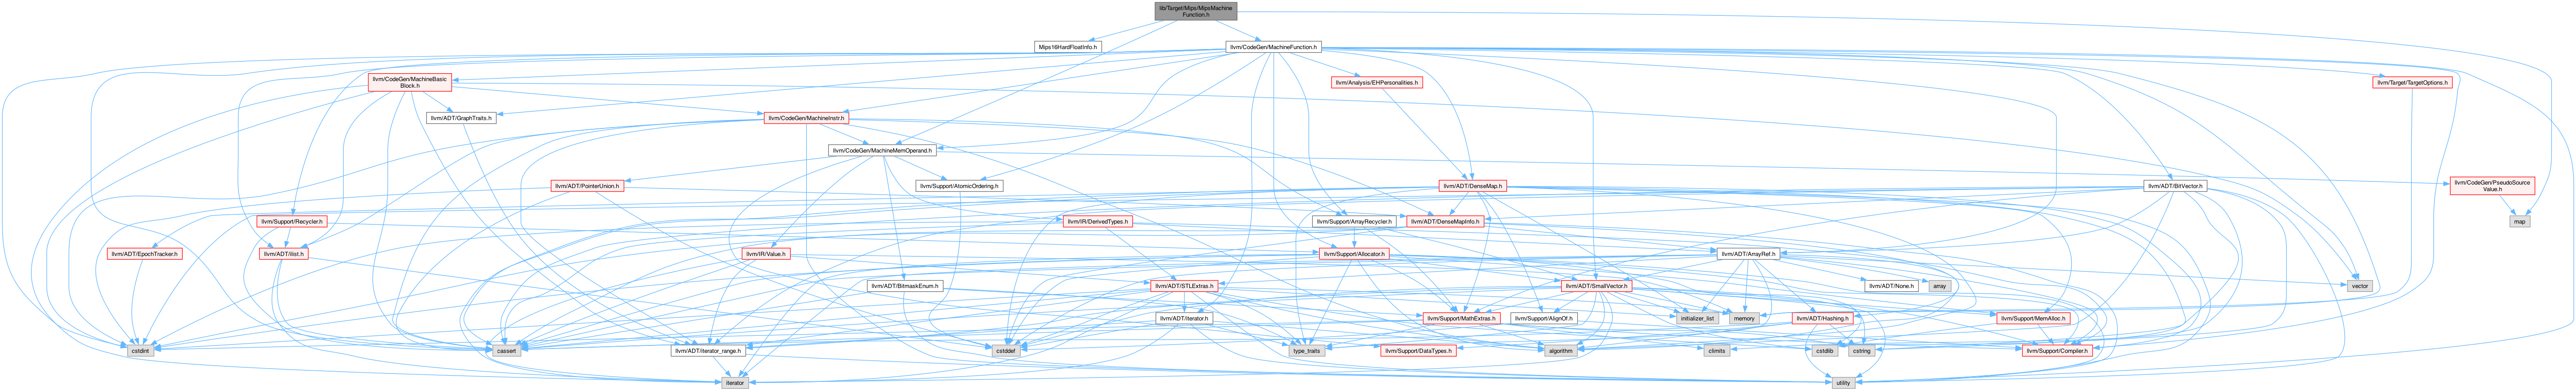 lib/Target/Mips/MipsMachine
Function.h
Mips16HardFloatInfo.h
llvm/CodeGen/MachineFunction.h
llvm/CodeGen/MachineBasic
Block.h
llvm/Analysis/EHPersonalities.h
llvm/Target/TargetOptions.h
llvm/ADT/GraphTraits.h
llvm/CodeGen/MachineInstr.h
llvm/CodeGen/MachineMemOperand.h
llvm/ADT/PointerUnion.h
llvm/Support/AtomicOrdering.h
llvm/ADT/DenseMap.h
llvm/ADT/BitVector.h
llvm/CodeGen/PseudoSource
Value.h
llvm/Support/Recycler.h
llvm/IR/DerivedTypes.h
llvm/Support/ArrayRecycler.h
llvm/ADT/DenseMapInfo.h
map
llvm/ADT/EpochTracker.h
llvm/ADT/ilist.h
llvm/IR/Value.h
llvm/Support/Allocator.h
llvm/ADT/ArrayRef.h
llvm/ADT/BitmaskEnum.h
llvm/ADT/STLExtras.h
llvm/ADT/SmallVector.h
llvm/ADT/None.h
array
vector
llvm/ADT/iterator.h
llvm/Support/MathExtras.h
llvm/Support/AlignOf.h
initializer_list
memory
llvm/ADT/Hashing.h
llvm/Support/MemAlloc.h
cstdint
cassert
llvm/ADT/iterator_range.h
cstddef
type_traits
llvm/Support/DataTypes.h
algorithm
climits
cstdlib
cstring
llvm/Support/Compiler.h
iterator
utility